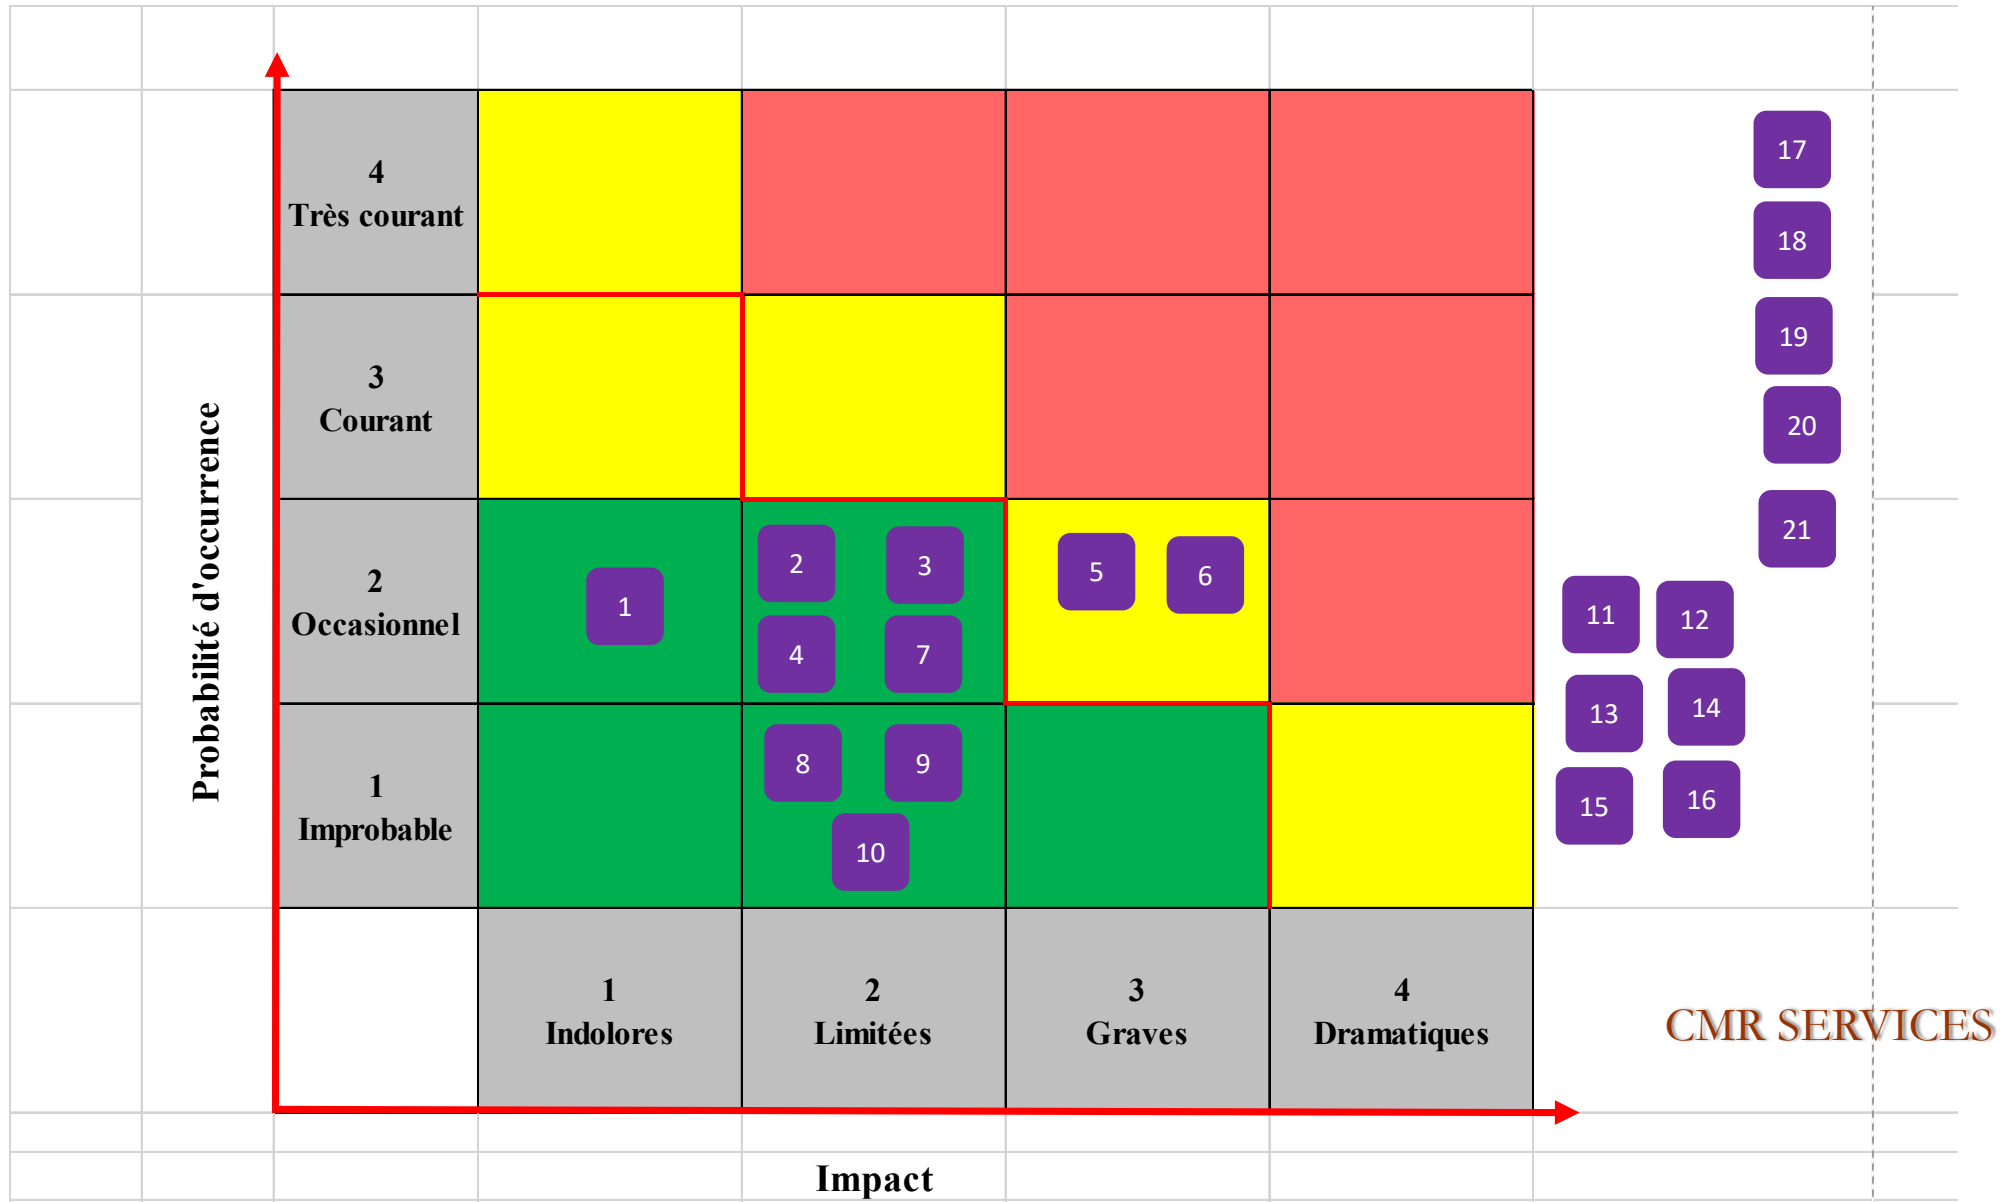 4
Très courant
3
Courant
2
Occasionnel
1
Improbable
Probabilité d'occurrence
1
2
3
4
7
5
6
8
9
10
17
18
19
20
21
11
12
13
14
15
16
1
Indolores
2
Limitées
3
Graves
4
Dramatiques
CMR SERVICES
Impact